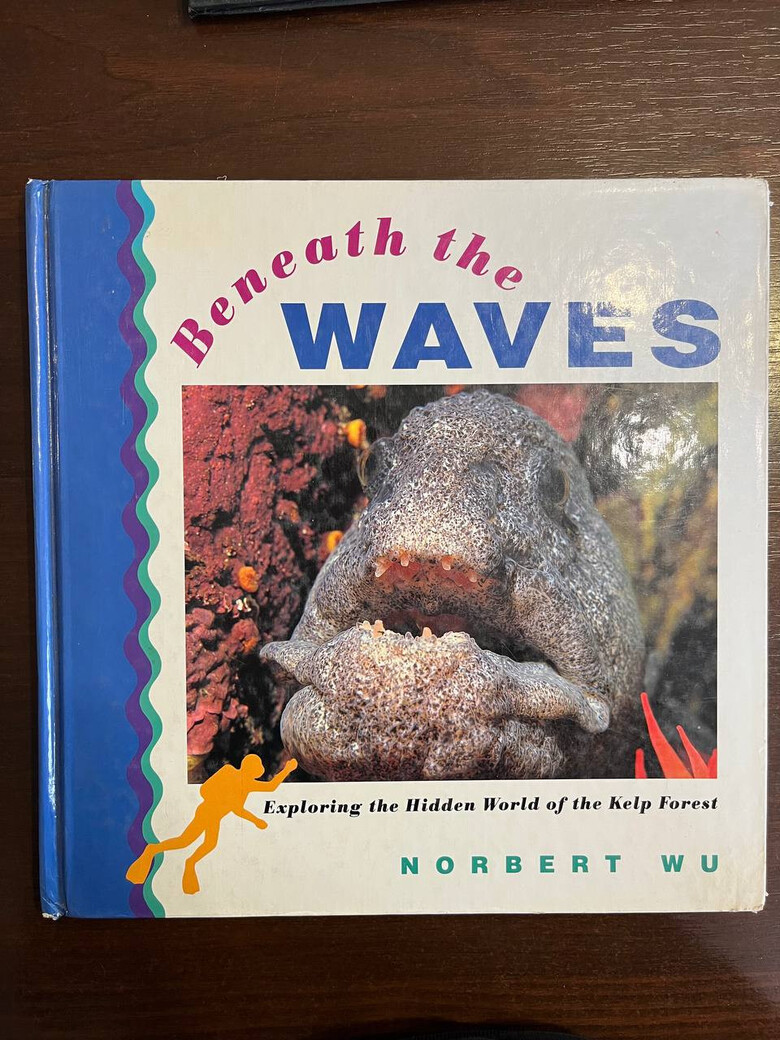 Beneath the
WAVES
Exploring the Hidden World of the Kelp Forest
NORBERT WU